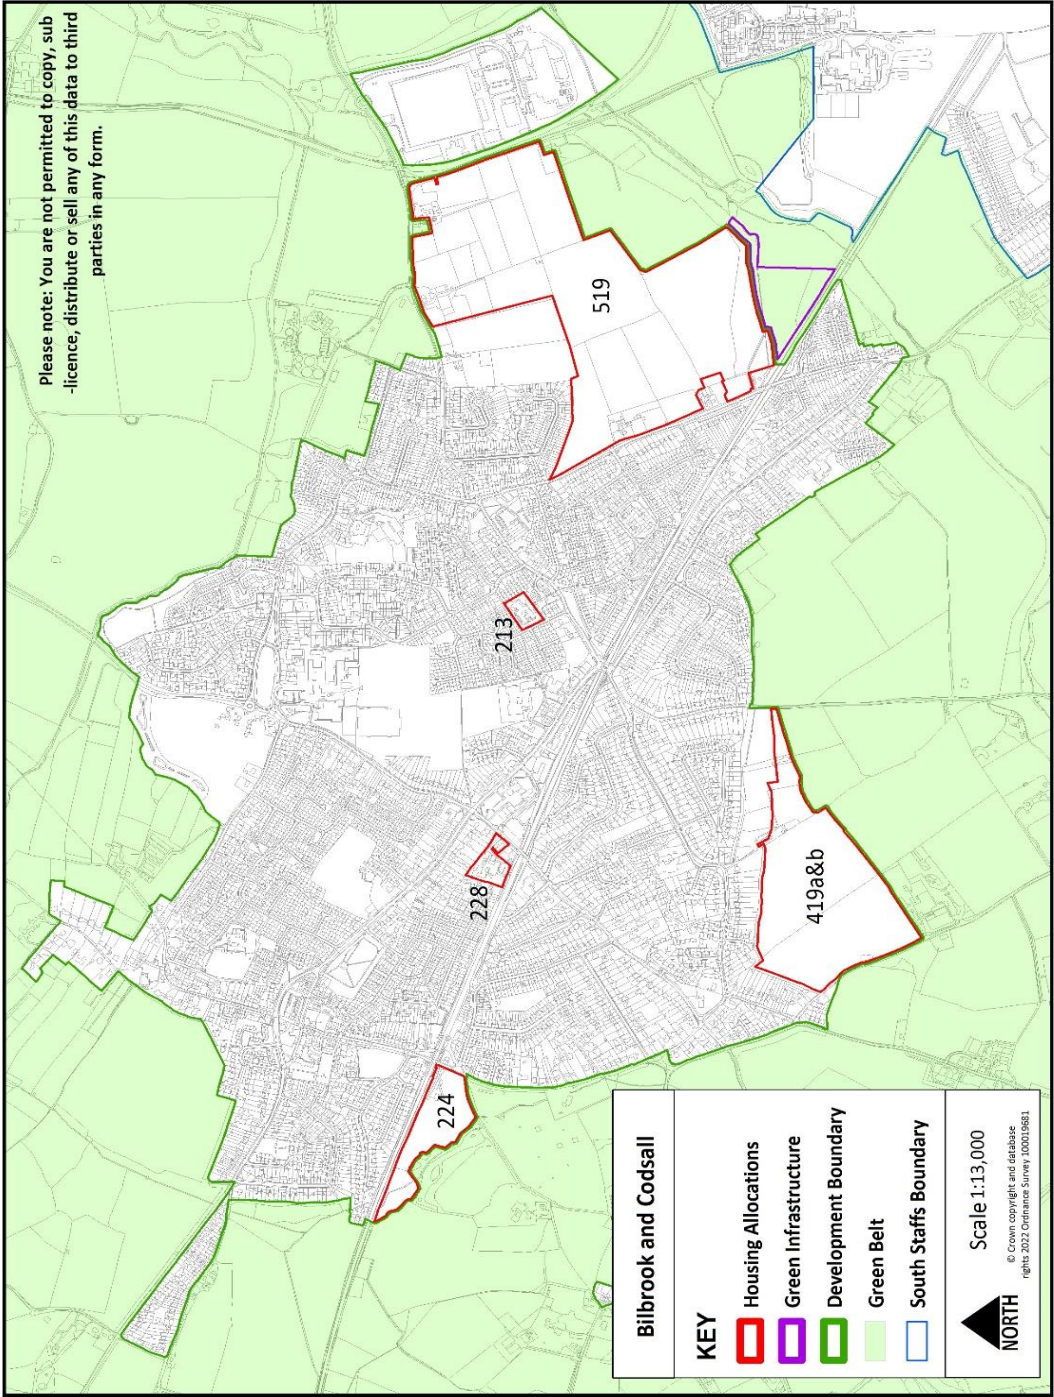 Please note: You are not permitted to copy, sub
-licence, distribute or sell any of this data to third
parties in any form.
519
213
228
224
419a&b
Bilbrook and Codsall
KEY
Housing Allocations
Green Infrastructure
Development Boundary
Green Belt
South Staffs Boundary
NORTH
Scale 1:13,000
© Crown copyright and database
rights 2022 Ordnance Survey 100019681